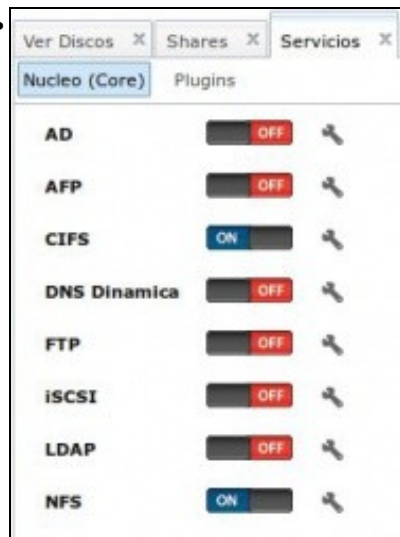 Ver Discos X Shares X Servicios X
Nucleo (Core) Plugins
AD OFF
AFP OFF
CIFS ON
DNS Dinamica OFF
FTP OFF
iSCSI OFF
LDAP OFF
NFS ON